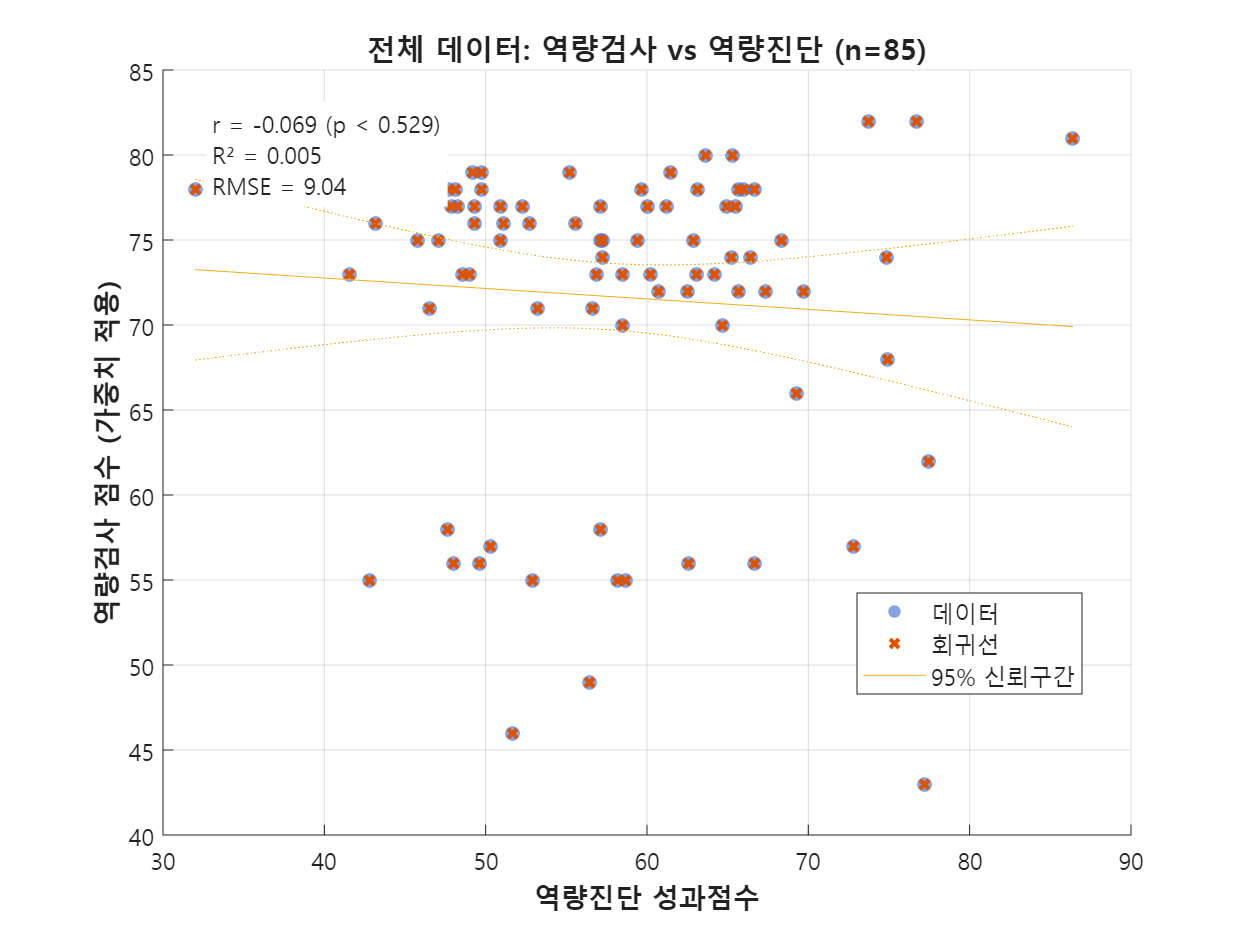 전체 데이터: 역량검사 vs 역량진단 (n=85)
r = -0.069 (p < 0.529)
R² = 0.005
RMSE = 9.04
역량검사 점수 (가중치 적용)
85
80
75
70
65
60
55
50
45
40
30 40 50 60 70 80 90
역량진단 성과점수
데이터
회귀선
95% 신뢰구간